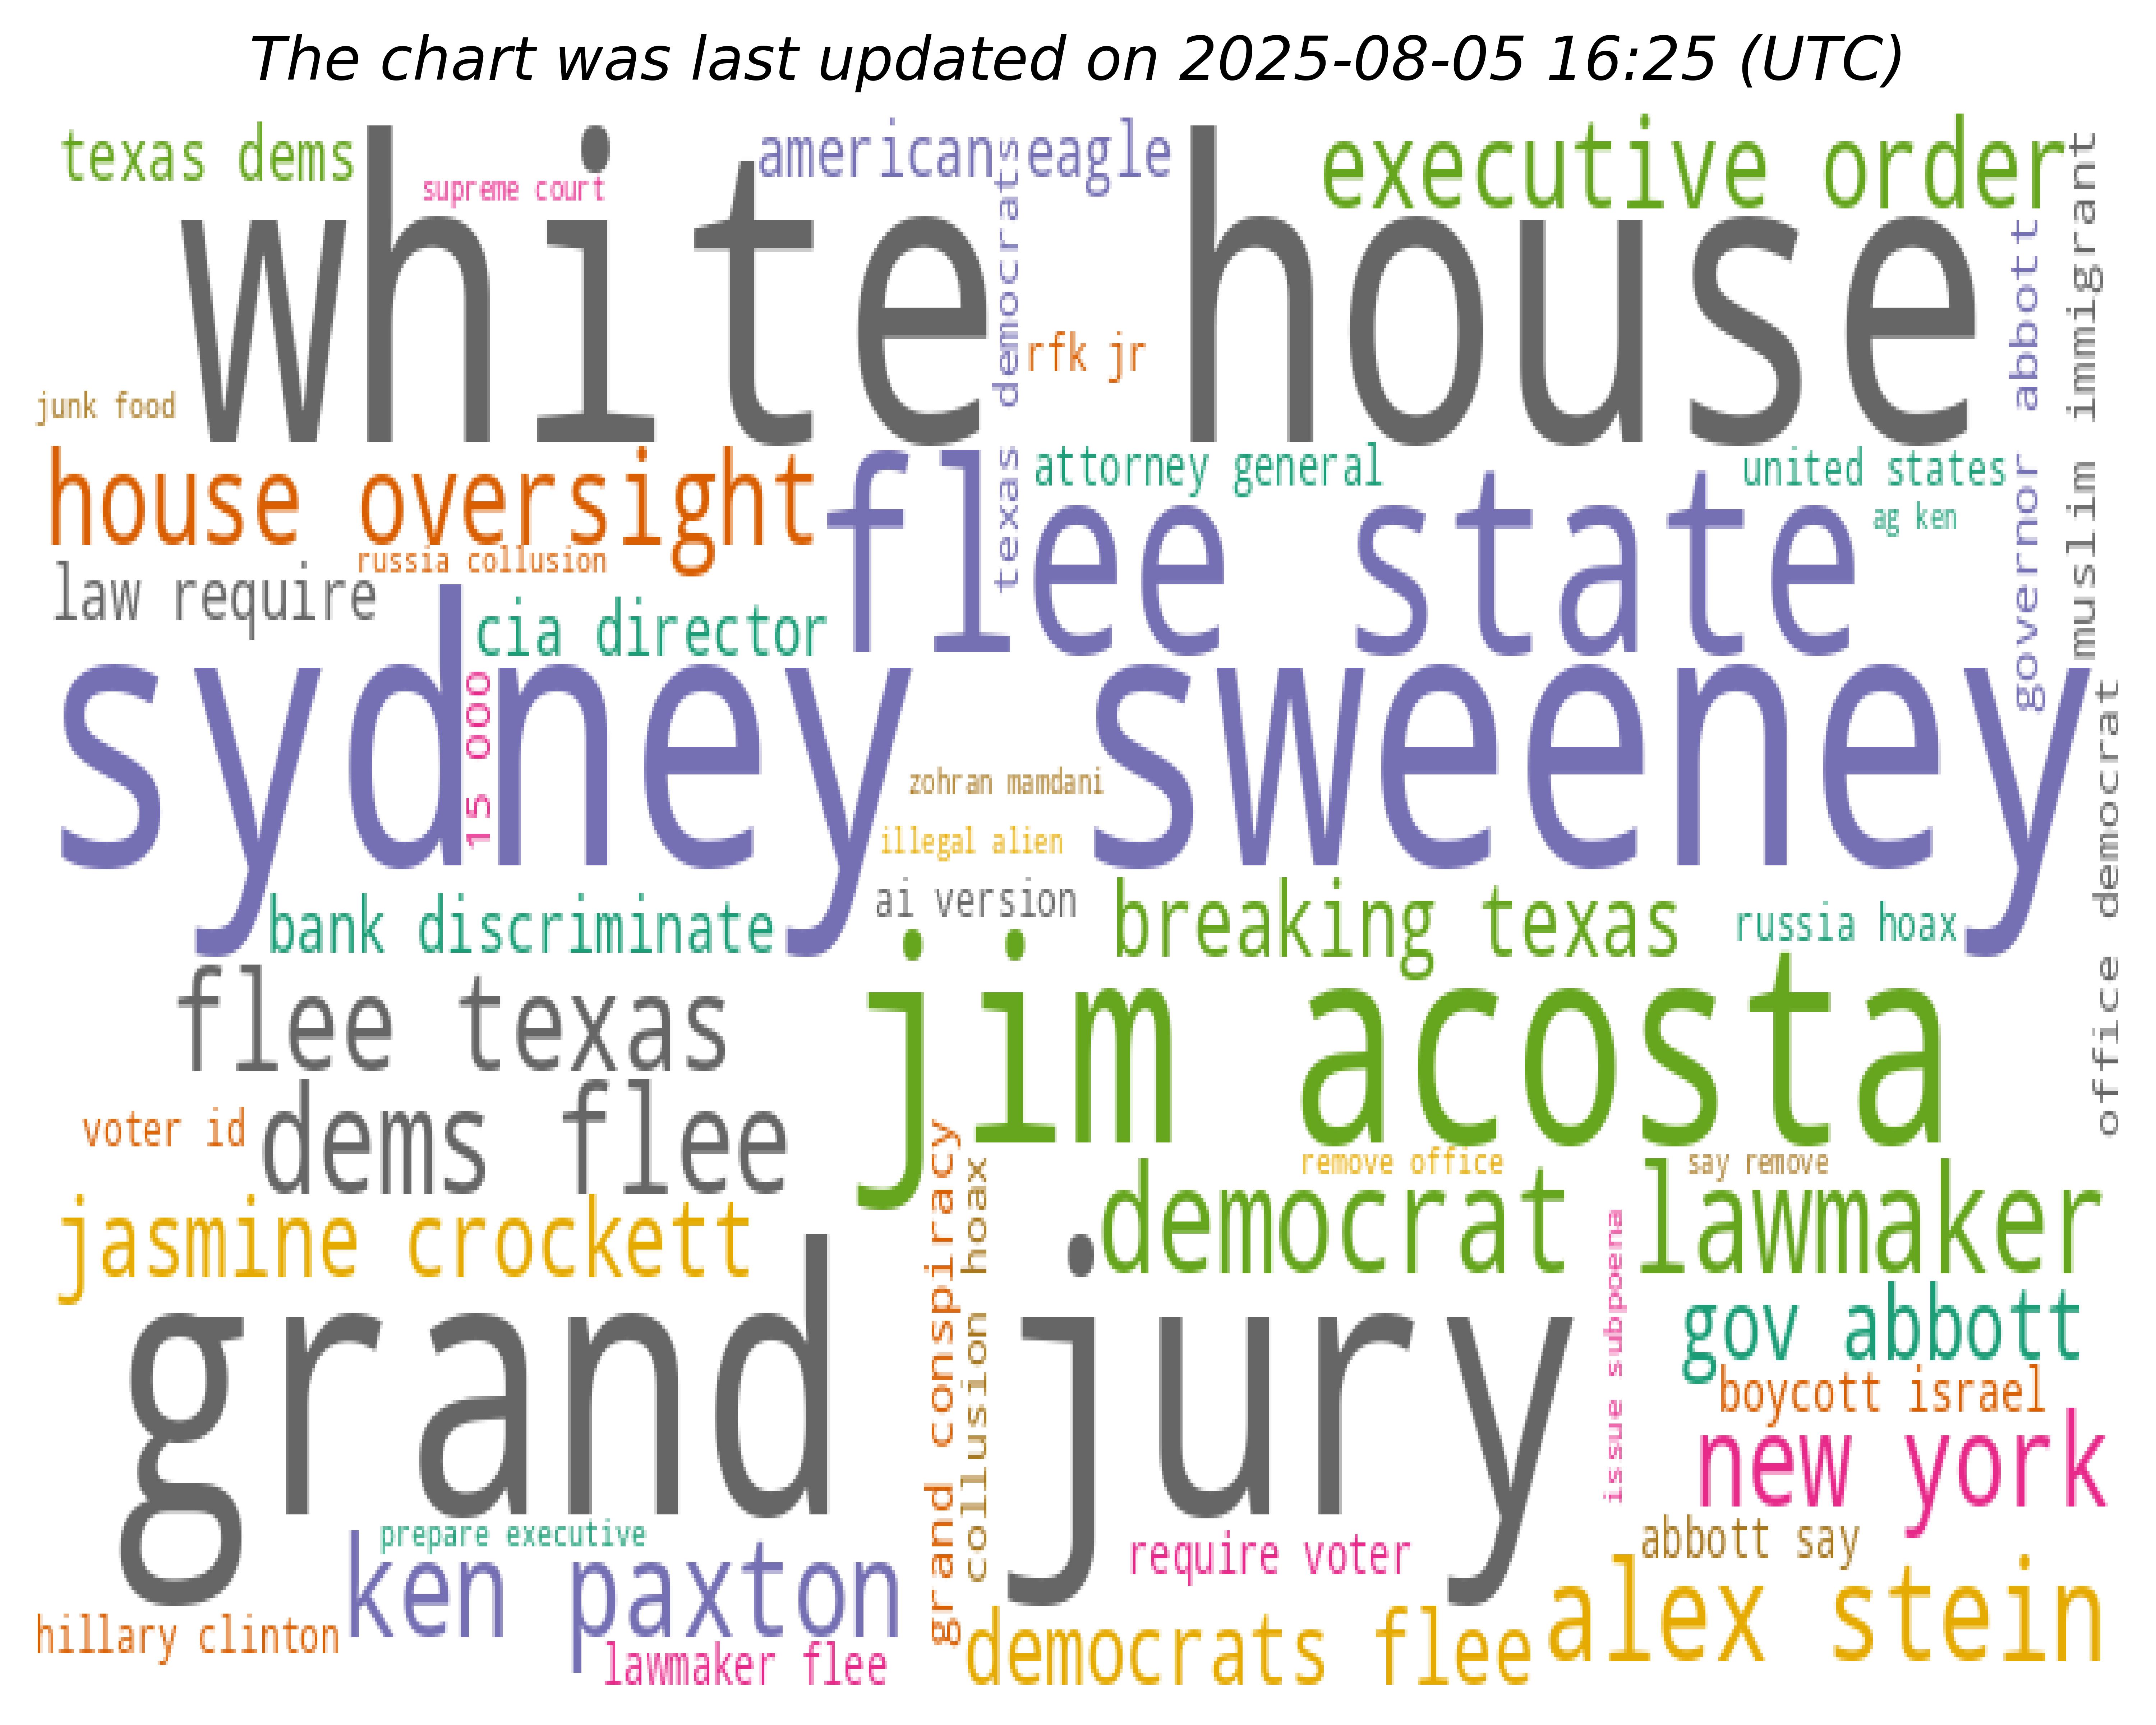 The chart was last updated on 2025-08-05 16:25 (UTC)
texas dems
supreme court
american eagle
executive order
white house
texas democrats
rfk jr
governor abbott
muslim immigrant
junk food
house oversight
attorney general
united states
ag ken
flee state
russia collusion
law require
cia director
sydney sweeney
15 000
zohran mamdani
illegal alien
office democrat
ai version
bank discriminate
breaking texas
russia hoax
flee texas
jim acosta
voter id
dems flee
remove office
say remove
jasmine crockett
democrat lawmaker
grand conspiracy
collusion hoax
issue subpoena
gov abbott
grand jury
boycott israel
new york
prepare executive
require voter
abbott say
ken paxton
alex stein
hillary clinton
lawmaker flee
democrats flee